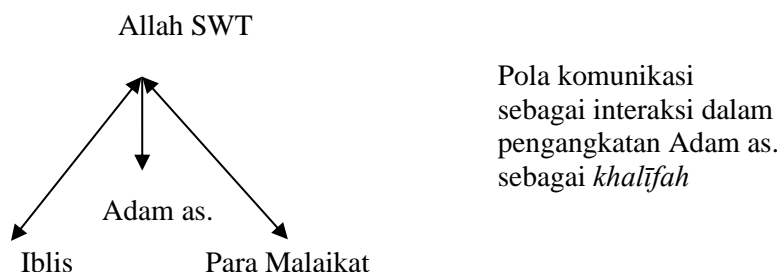 Allah SWT
Pola komunikasi
sebagai interaksi dalam
pengangkatan Adam as.
sebagai khalīfah
Adam as.
Iblis
Para Malaikat